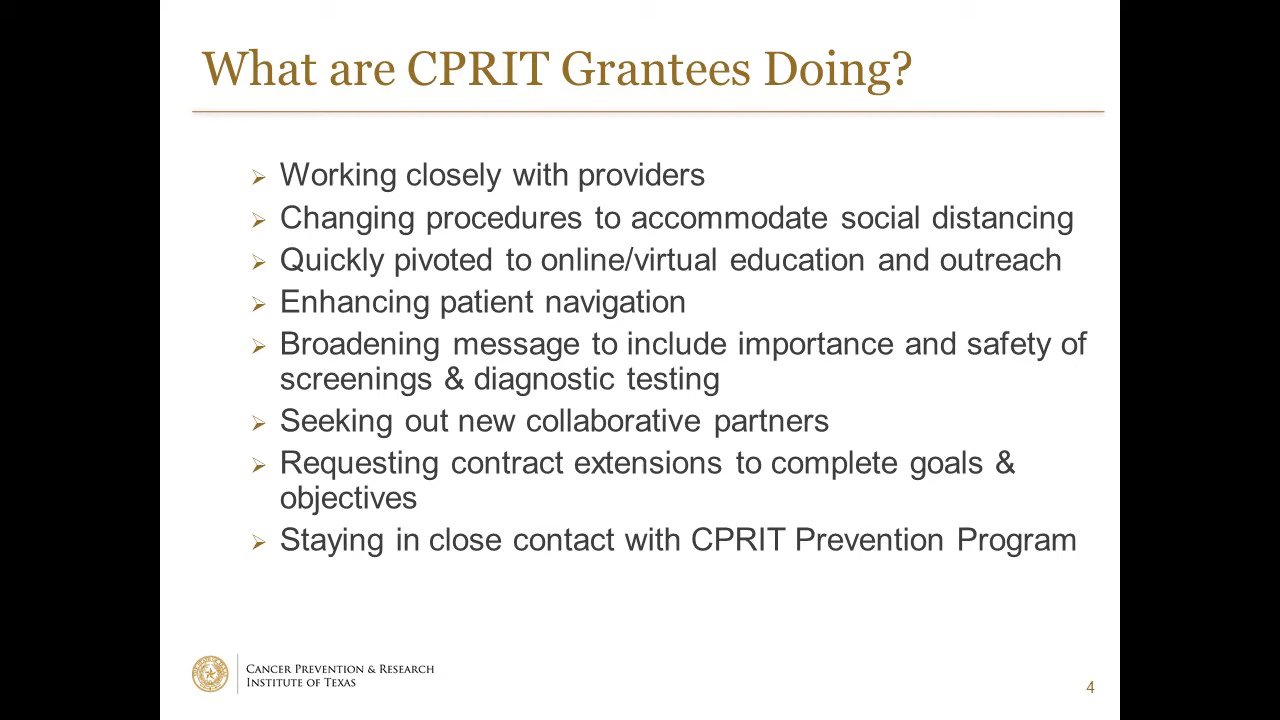 What are CPRIT Grantees Doing?
Working closely with providers
Changing procedures to accommodate social distancing
Quickly pivoted to online/virtual education and outreach
Enhancing patient navigation
Broadening message to include importance and safety of
screenings & diagnostic testing
Seeking out new collaborative partners
Requesting contract extensions to complete goals &
objectives
Staying in close contact with CPRIT Prevention Program
Cancer Prevention & Research
Institute of Texas
4